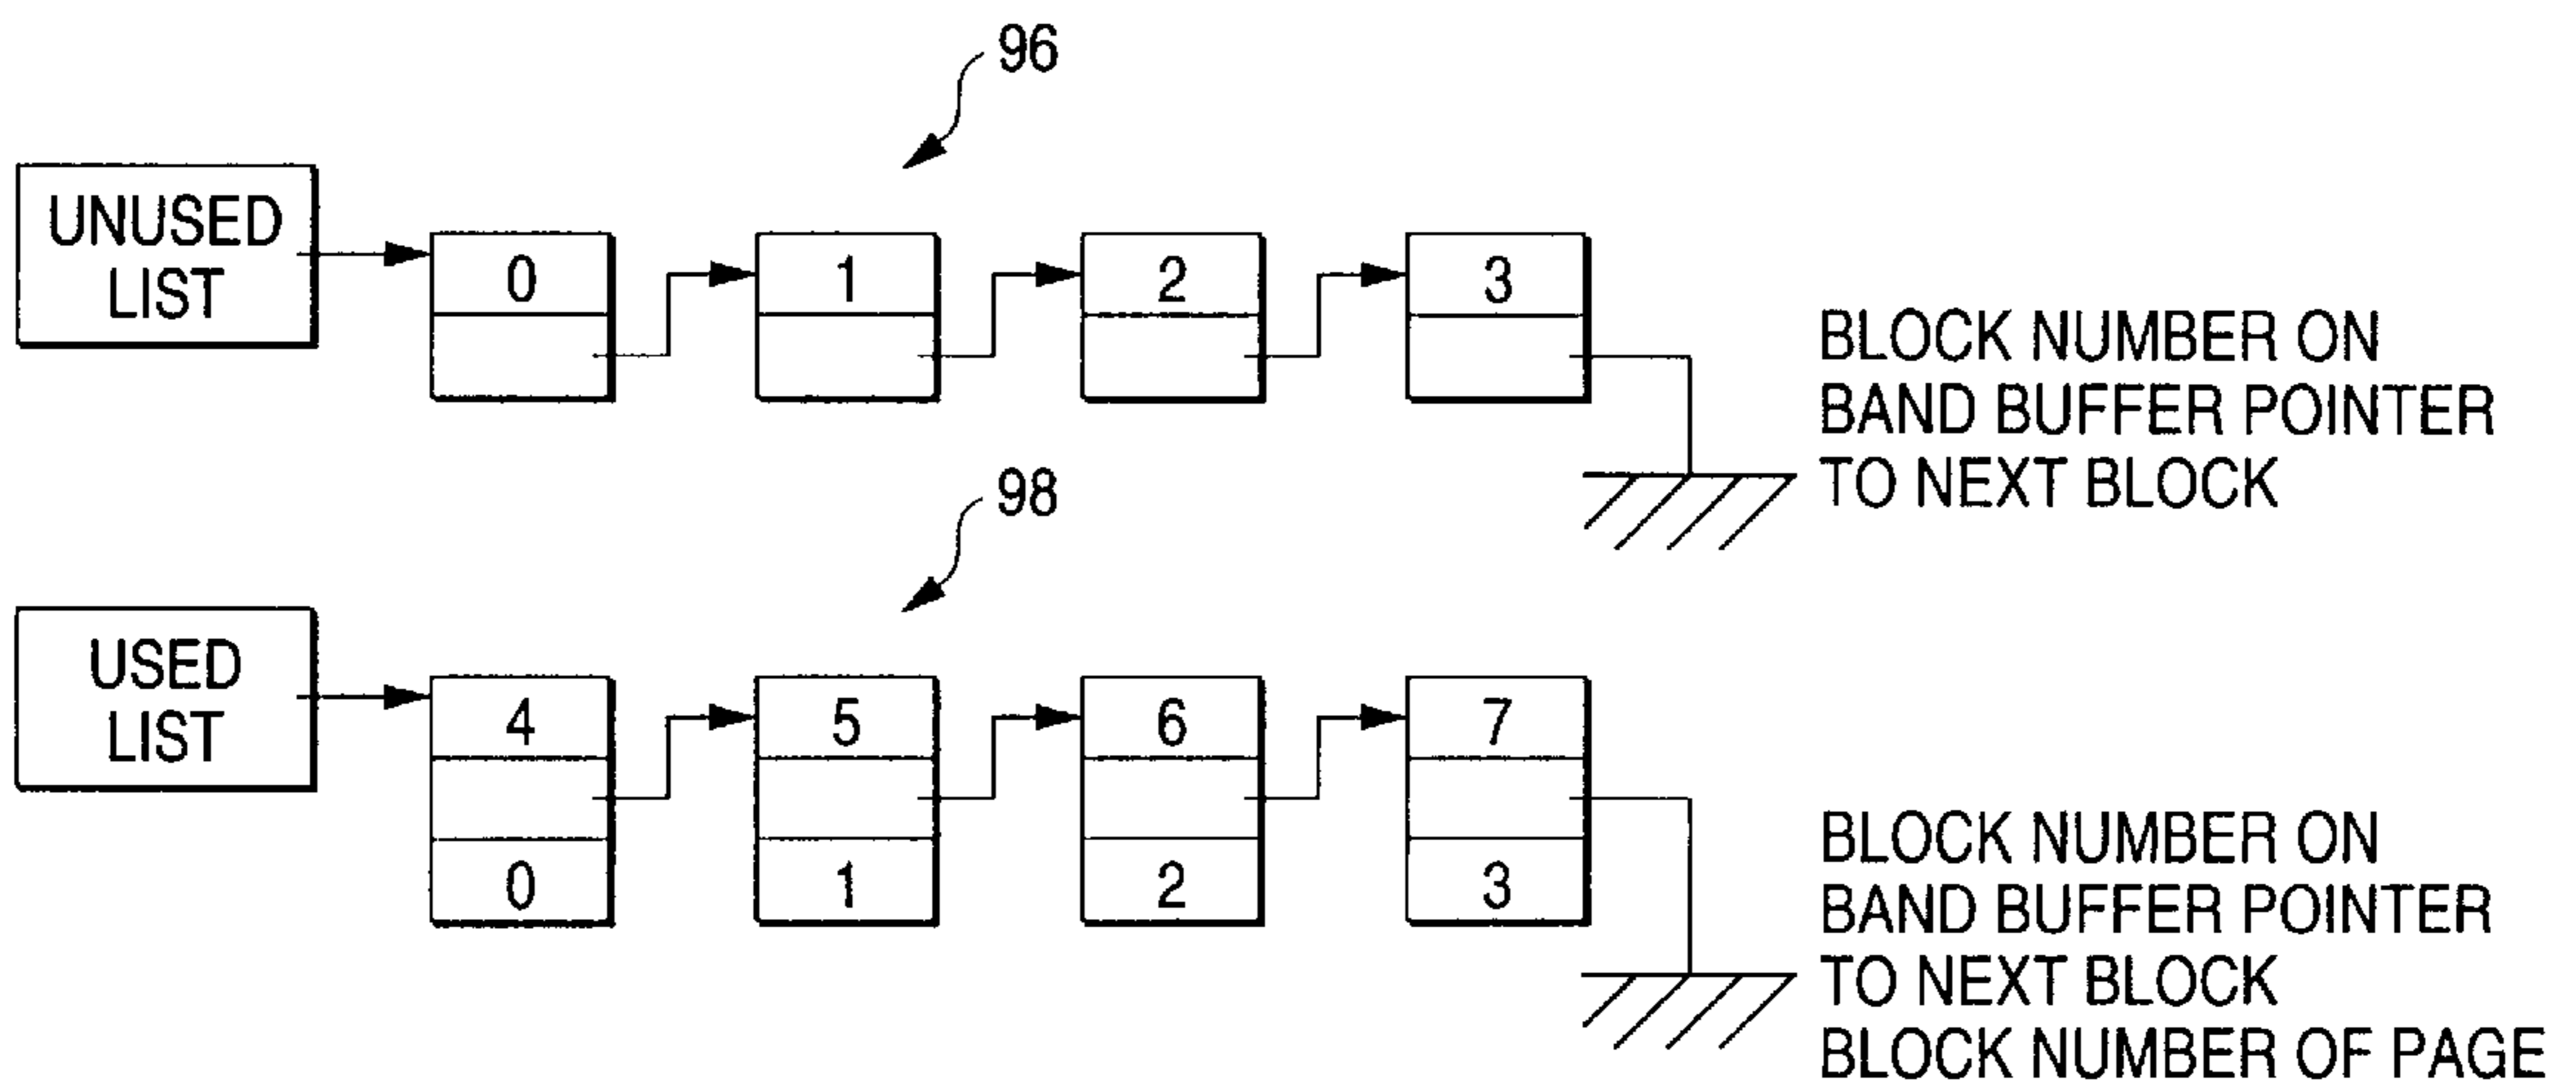 96
UNUSED
LIST
0 1 2 3
BLOCK NUMBER ON
BAND BUFFER POINTER
TO NEXT BLOCK
98
USED
LIST
4 5 6 7
0 1 2 3
BLOCK NUMBER ON
BAND BUFFER POINTER
TO NEXT BLOCK
BLOCK NUMBER OF PAGE